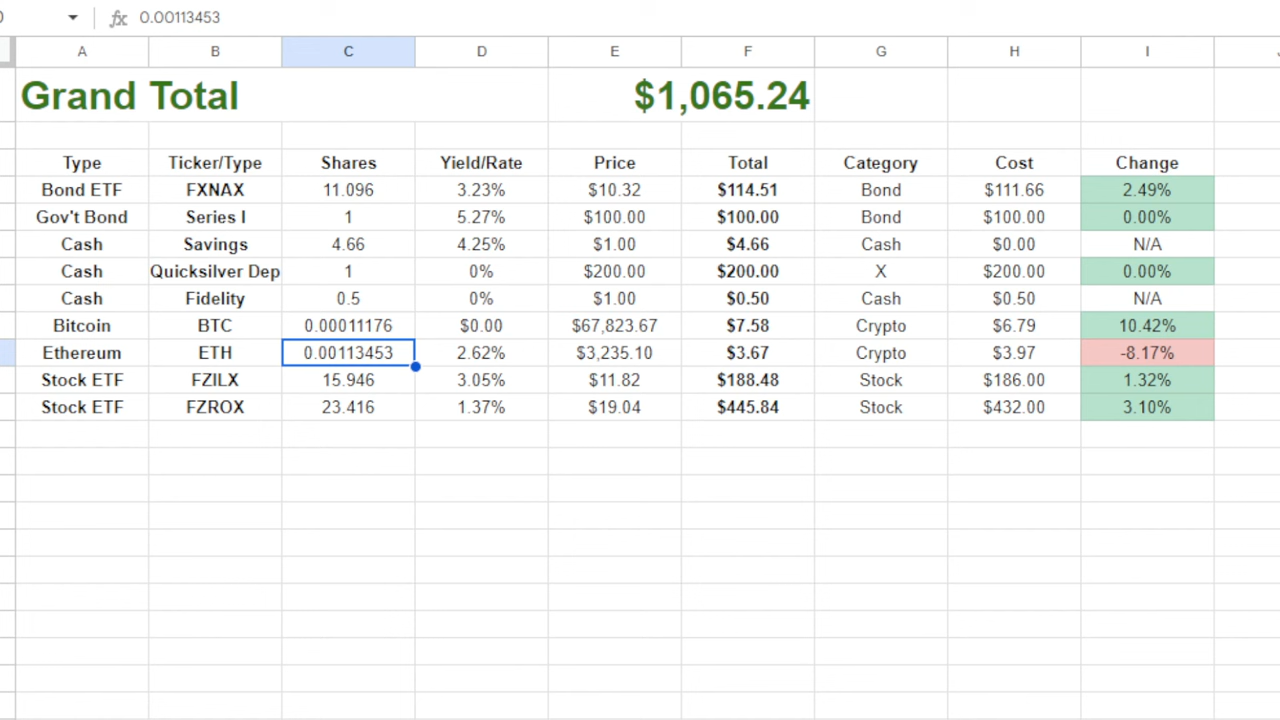 0.00113453
A B C D E F G H I
Grand Total $1,065.24
Type Ticker/Type Shares Yield/Rate Price Total Category Cost Change
Bond ETF FXNAX 11.096 3.23% $10.32 $114.51 Bond $111.66 2.49%
Gov't Bond Series I 1 5.27% $100.00 $100.00 Bond $100.00 0.00%
Cash Savings 4.66 4.25% $1.00 $4.66 Cash $0.00 N/A
Cash Quicksilver Dep 1 0% $200.00 $200.00 X $200.00 0.00%
Cash Fidelity 0.5 0% $1.00 $0.50 Cash $0.50 N/A
Bitcoin BTC 0.00011176 $0.00 $67,823.67 $7.58 Crypto $6.79 10.42%
Ethereum ETH 0.00113453 2.62% $3,235.10 $3.67 Crypto $3.97 -8.17%
Stock ETF FZILX 15.946 3.05% $11.82 $188.48 Stock $186.00 1.32%
Stock ETF FZROX 23.416 1.37% $19.04 $445.84 Stock $432.00 3.10%